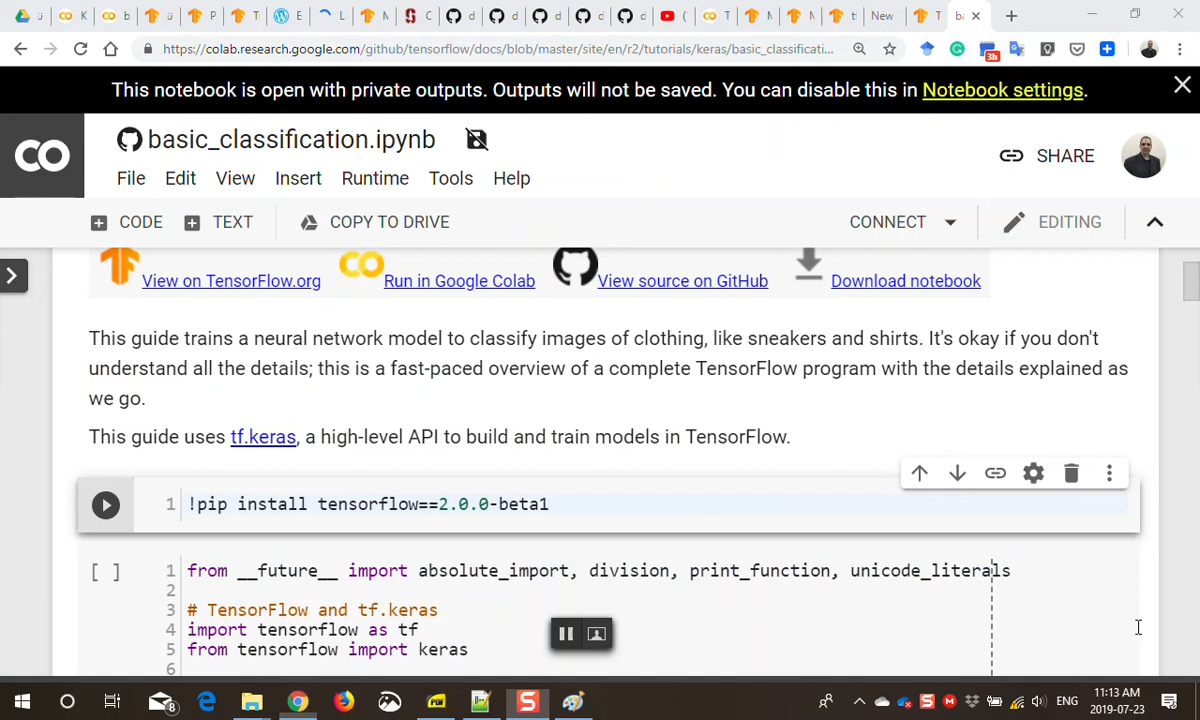 https://colab.research.google.com/github/tensorflow/docs/blob/master/site/en/r2/tutorials/keras/basic_classificati...
3h
This notebook is open with private outputs. Outputs will not be saved. You can disable this in Notebook settings.
basic_classification.ipynb
SHARE
File Edit View Insert Runtime Tools Help
CODE TEXT COPY TO DRIVE CONNECT EDITING
View on TensorFlow.org Run in Google Colab View source on GitHub Download notebook
This guide trains a neural network model to classify images of clothing, like sneakers and shirts. It's okay if you don't
understand all the details; this is a fast-paced overview of a complete TensorFlow program with the details explained as
we go.
This guide uses tf.keras, a high-level API to build and train models in TensorFlow.
1 !pip install tensorflow==2.0.0-beta1
[ ] 1 from __future__ import absolute_import, division, print_function, unicode_literals
2
3 # TensorFlow and tf.keras
4 import tensorflow as tf
5 from tensorflow import keras
6
8 ENG 11:13 AM
2019-07-23